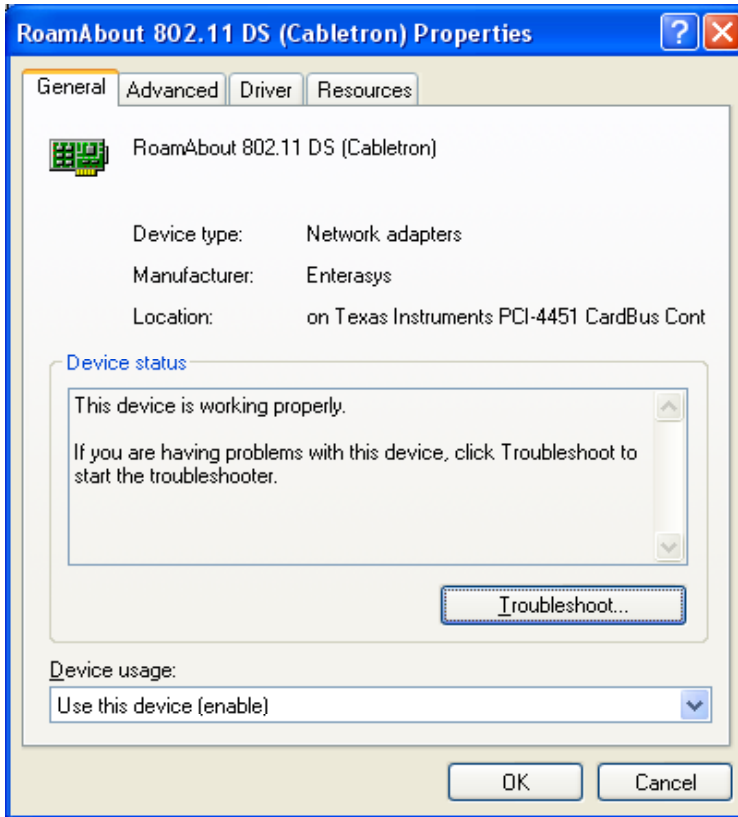 RoamAbout 802.11 DS (Cabletron) Properties
General Advanced Driver Resources
RoamAbout 802.11 DS (Cabletron)
Device type: Network adapters
Manufacturer: Enterasys
Location: on Texas Instruments PCI-4451 CardBus Cont
Device status
This device is working properly.
If you are having problems with this device, click Troubleshoot to
start the troubleshooter.
Troubleshoot...
Device usage:
Use this device (enable)
OK Cancel